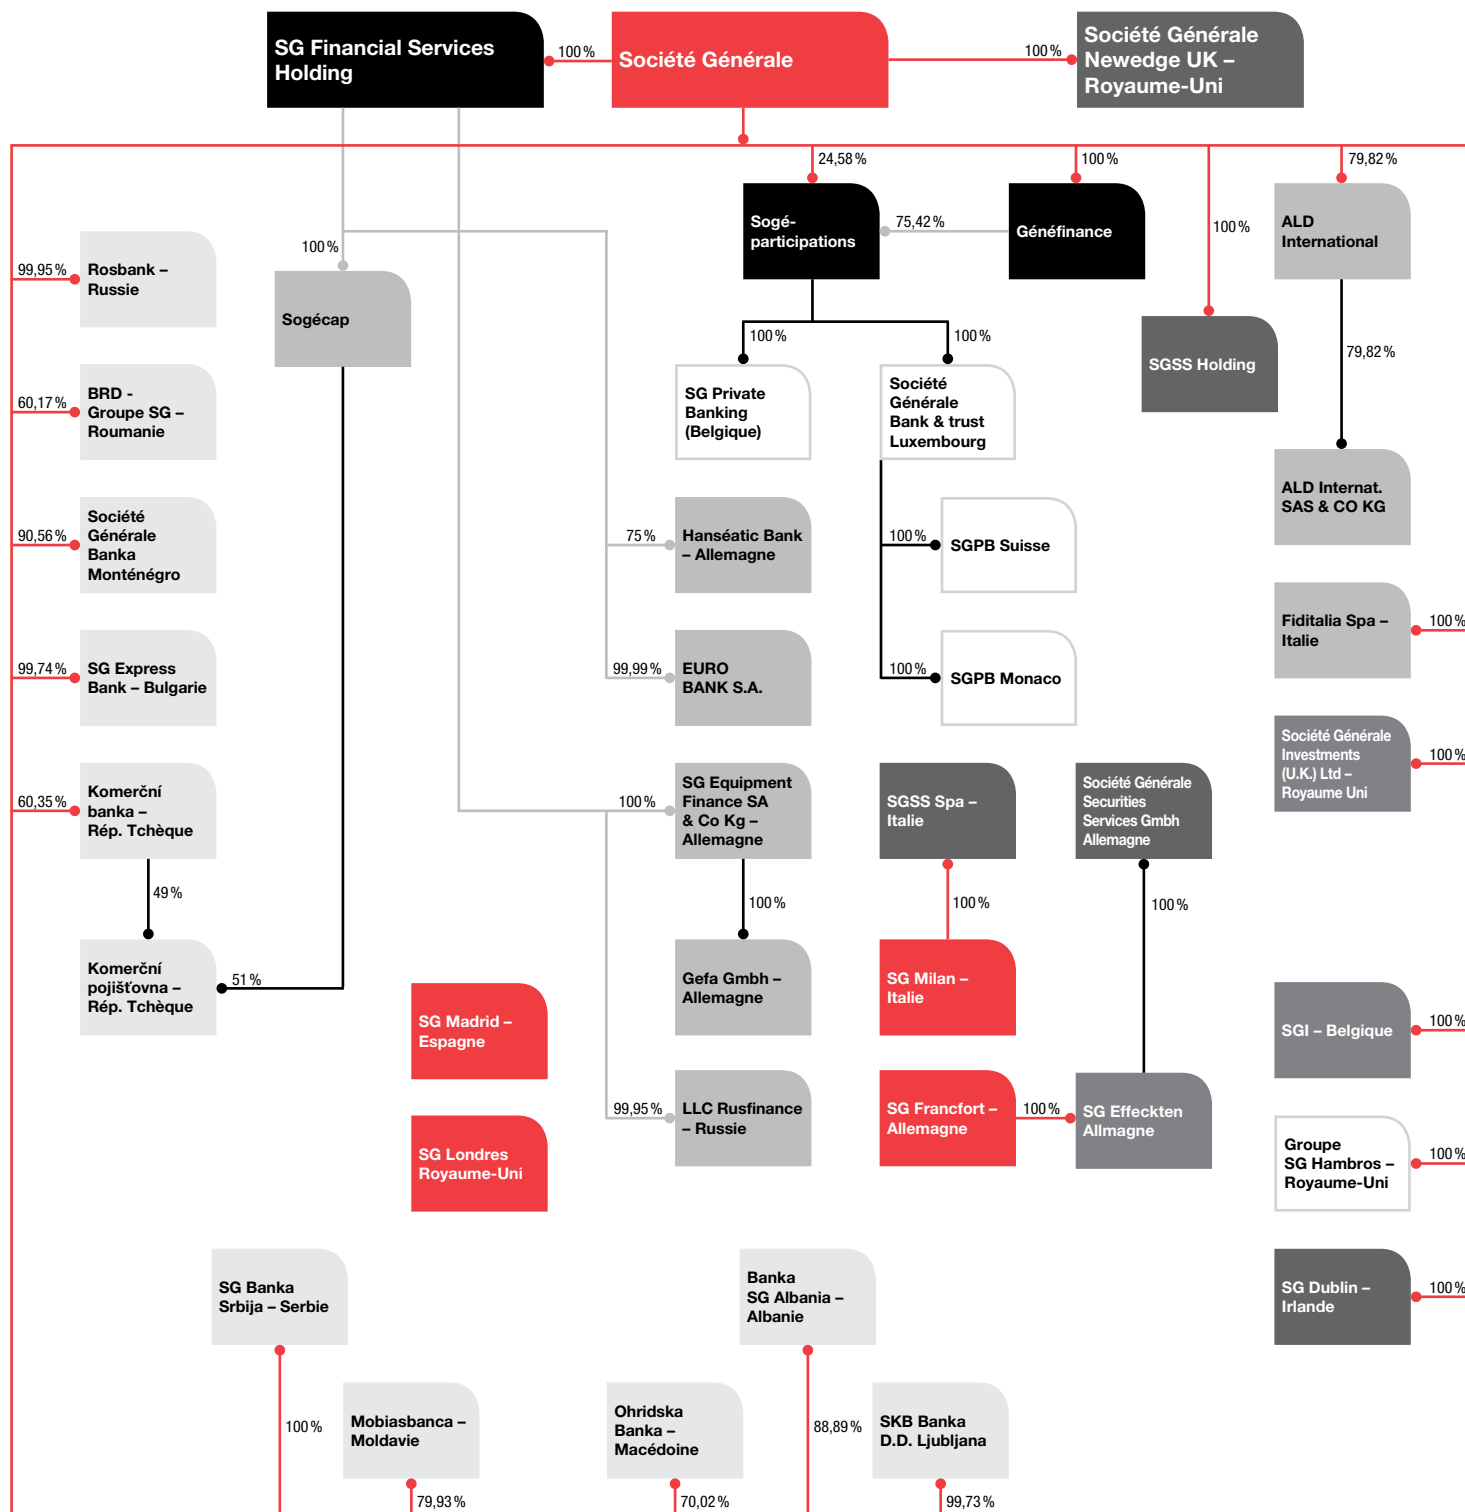 SG Financial Services
Holding
100 %
Société Générale
100 %
Société Générale
Newedge UK –
Royaume-Uni
24,58 %
100 %
79,82 %
100 %
Sogé-
participations
75,42 %
Généfinance
ALD
International
100 %
99,95 %
Rosbank –
Russie
Sogécap
100 %
100 %
SGSS Holding
79,82 %
60,17 %
BRD -
Groupe SG –
Roumanie
SG Private
Banking
(Belgique)
Société
Générale
Bank & trust
Luxembourg
ALD Internat.
SAS & CO KG
90,56 %
Société
Générale
Banka
Monténégro
75 %
Hanséatic Bank
– Allemagne
100 %
SGPB Suisse
Fiditalia Spa –
Italie
100 %
99,74 %
SG Express
Bank – Bulgarie
99,99 %
EURO
BANK S.A.
100 %
SGPB Monaco
Société Générale
Investments
(U.K.) Ltd –
Royaume Uni
100 %
60,35 %
Komerční
banka –
Rép. Tchèque
100 %
SG Equipment
Finance SA
& Co Kg –
Allemagne
SGSS Spa –
Italie
Société Générale
Securities
Services Gmbh
Allemagne
49 %
100 %
100 %
100 %
Komerční
pojišťovna –
Rép. Tchèque
51 %
SG Madrid –
Espagne
Gefa Gmbh –
Allemagne
SG Milan –
Italie
SGI – Belgique
100 %
SG Londres
Royaume-Uni
99,95 %
LLC Rusfinance
– Russie
SG Francfort –
Allemagne
100 %
SG Effeckten
Allmagne
Groupe
SG Hambros –
Royaume-Uni
100 %
SG Banka
Srbija – Serbie
Banka
SG Albania –
Albanie
SG Dublin –
Irlande
100 %
100 %
Mobiasbanca –
Moldavie
Ohridska
Banka –
Macédoine
88,89 %
SKB Banka
D.D. Ljubljana
79,93 %
70,02 %
99,73 %